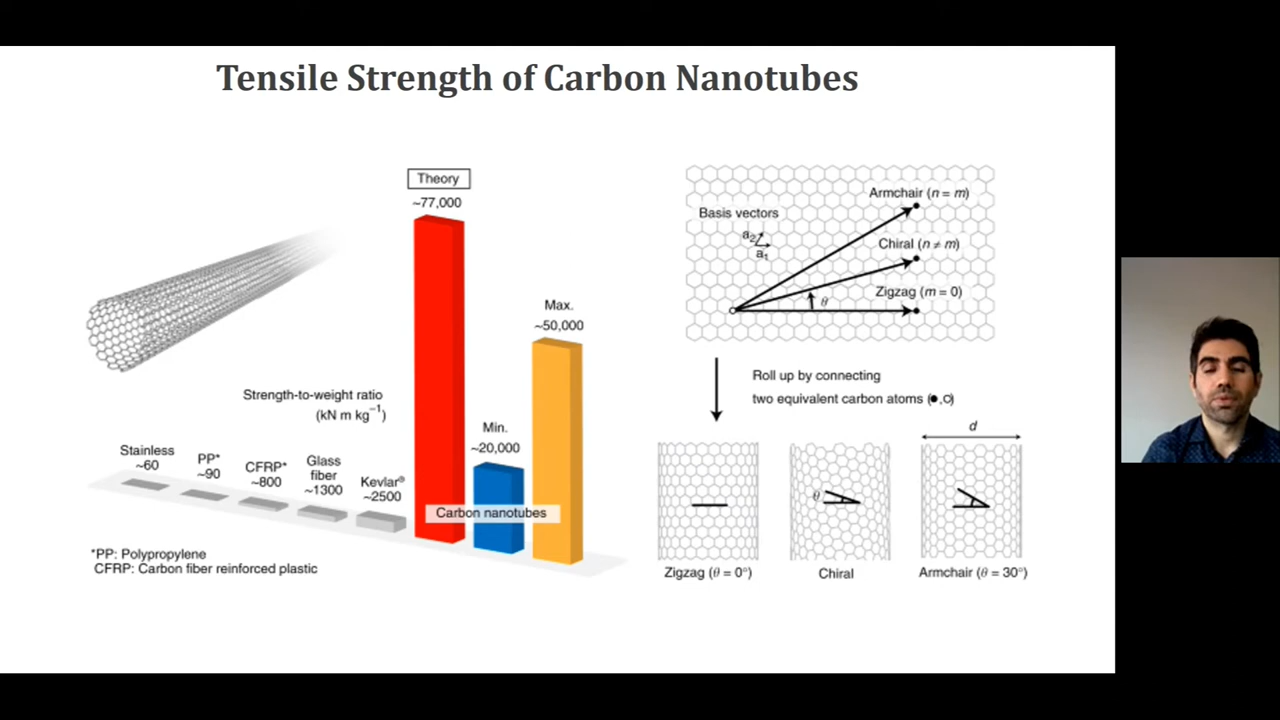 Tensile Strength of Carbon Nanotubes
Theory
~77,000
Max.
~50,000
Strength-to-weight ratio
(kN m kg⁻¹)
Min.
~20,000
Stainless
~60
PP*
~90
CFRP*
~800
Glass
fiber
~1300
Kevlar®
~2500
Carbon nanotubes
*PP: Polypropylene
CFRP: Carbon fiber reinforced plastic
Armchair (n = m)
Basis vectors
a₂
a₁
Chiral (n ≠ m)
Zigzag (m = 0)
θ
Roll up by connecting
two equivalent carbon atoms (●,○)
d
θ
Zigzag (θ = 0°)
Chiral
Armchair (θ = 30°)